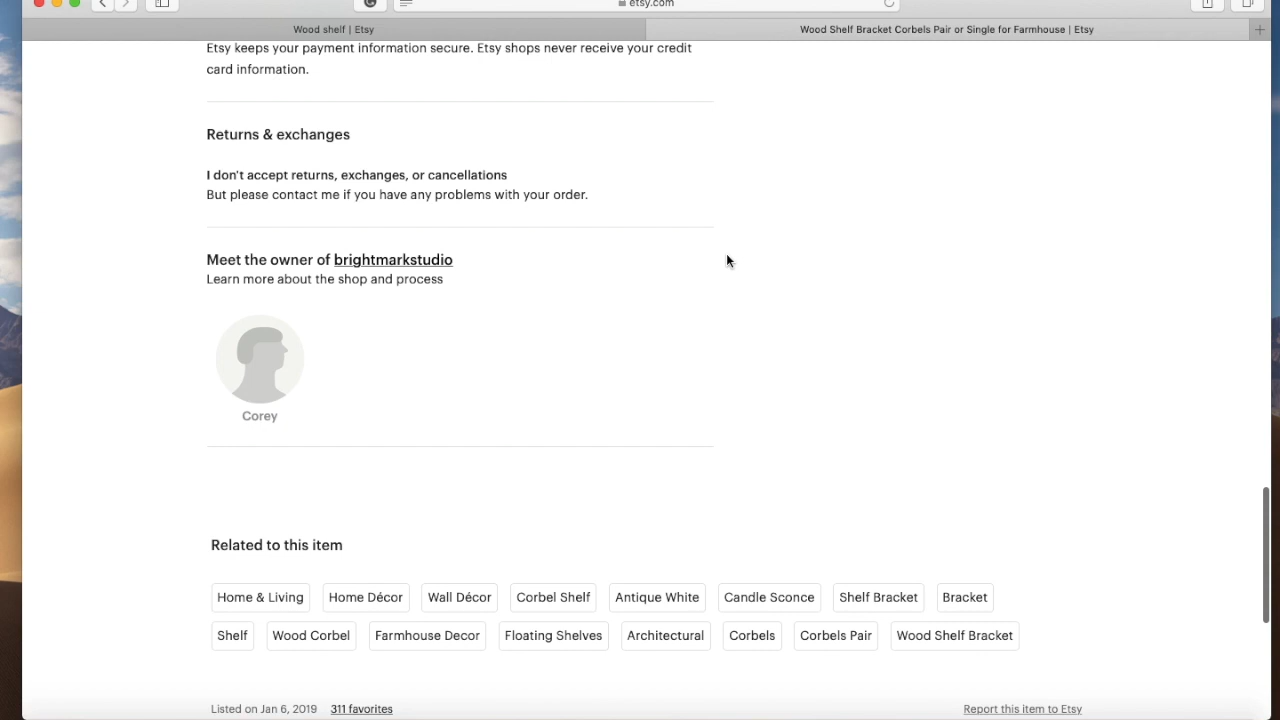 etsy.com
Wood shelf | Etsy
Wood Shelf Bracket Corbels Pair or Single for Farmhouse | Etsy
Etsy keeps your payment information secure. Etsy shops never receive your credit
card information.
Returns & exchanges
I don't accept returns, exchanges, or cancellations
But please contact me if you have any problems with your order.
Meet the owner of brightmarkstudio
Learn more about the shop and process
Corey
Related to this item
Home & Living Home Décor Wall Décor Corbel Shelf Antique White Candle Sconce Shelf Bracket Bracket
Shelf Wood Corbel Farmhouse Decor Floating Shelves Architectural Corbels Corbels Pair Wood Shelf Bracket
Listed on Jan 6, 2019 311 favorites Report this item to Etsy